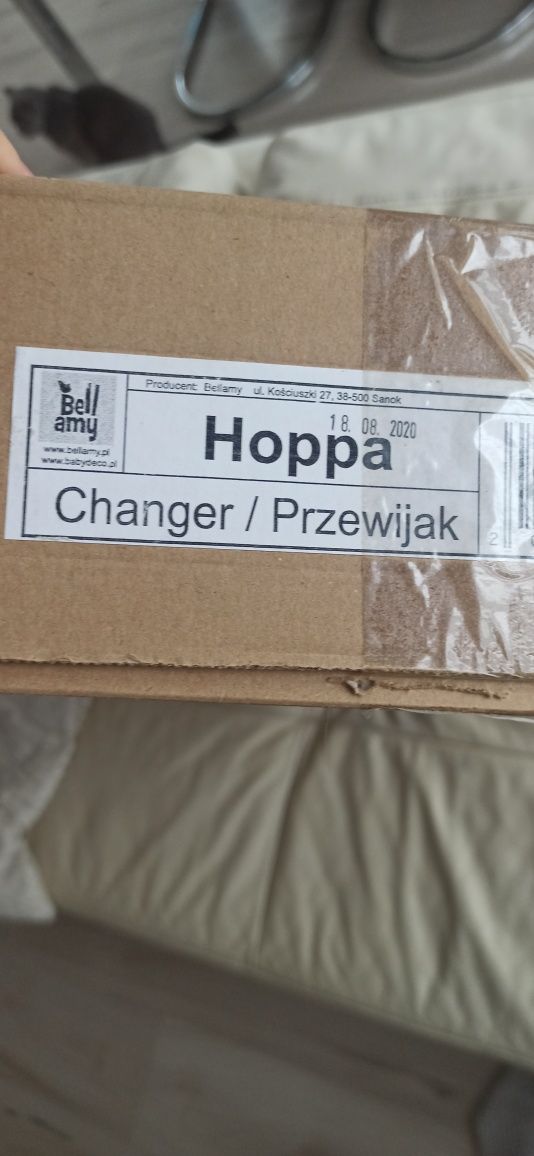 Bell
amy
www.bellamy.pl
www.babydeco.pl
Producent: Bellamy ul. Kościuszki 27, 38-500 Sanok
18. 08. 2020
Hoppa
Changer / Przewijak
2